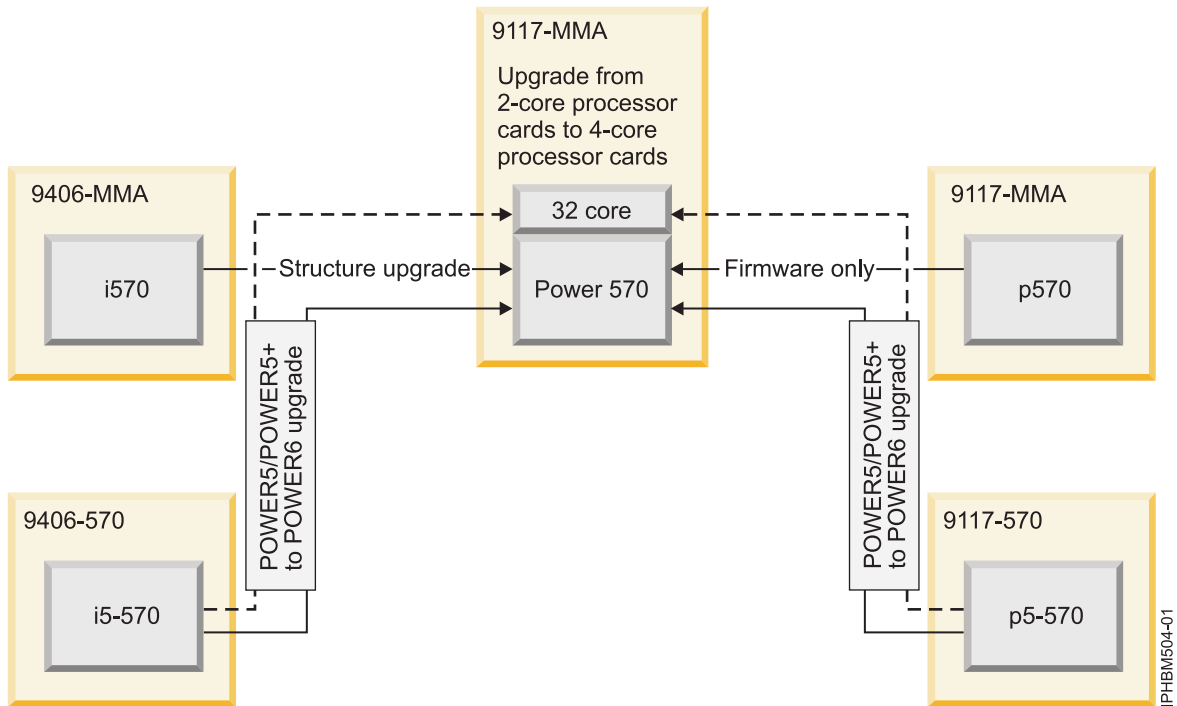 9117-MMA
Upgrade from
2-core processor
cards to 4-core
processor cards
32 core
Power 570
9406-MMA
i570
Structure upgrade
Firmware only
9117-MMA
p570
POWER5/POWER5+
to POWER6 upgrade
POWER5/POWER5+
to POWER6 upgrade
9406-570
i5-570
9117-570
p5-570
IPHBM504-01